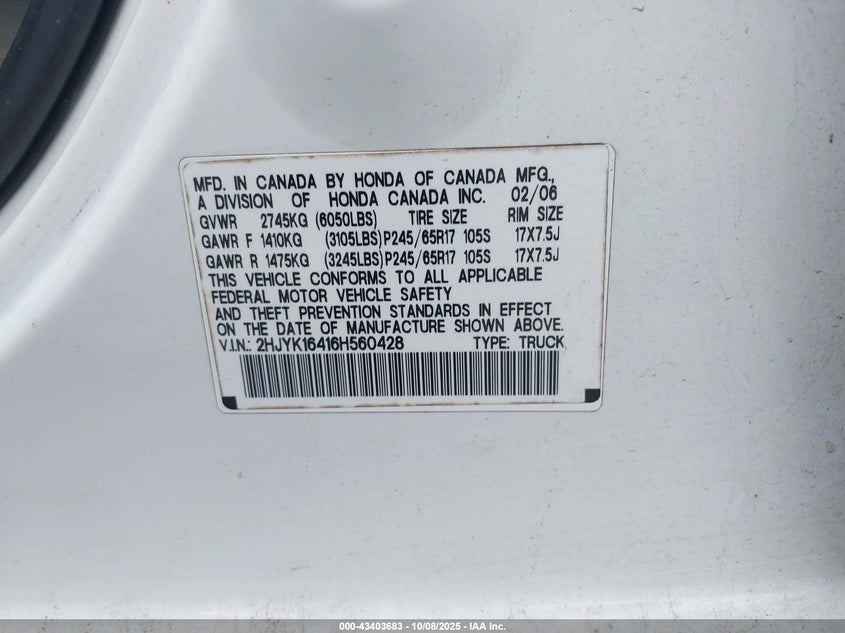 MFD. IN CANADA BY HONDA OF CANADA MFG.,
A DIVISION OF HONDA CANADA INC. 02/06
GVWR 2745KG (6050LBS) TIRE SIZE RIM SIZE
GAWR F 1410KG (3105LBS) P245/65R17 105S 17X7.5J
GAWR R 1475KG (3245LBS) P245/65R17 105S 17X7.5J
THIS VEHICLE CONFORMS TO ALL APPLICABLE
FEDERAL MOTOR VEHICLE SAFETY
AND THEFT PREVENTION STANDARDS IN EFFECT
ON THE DATE OF MANUFACTURE SHOWN ABOVE.
V.I.N.: 2HJYK16416H560428 TYPE: TRUCK
000-43403683 - 10/08/2025 - IAA Inc.